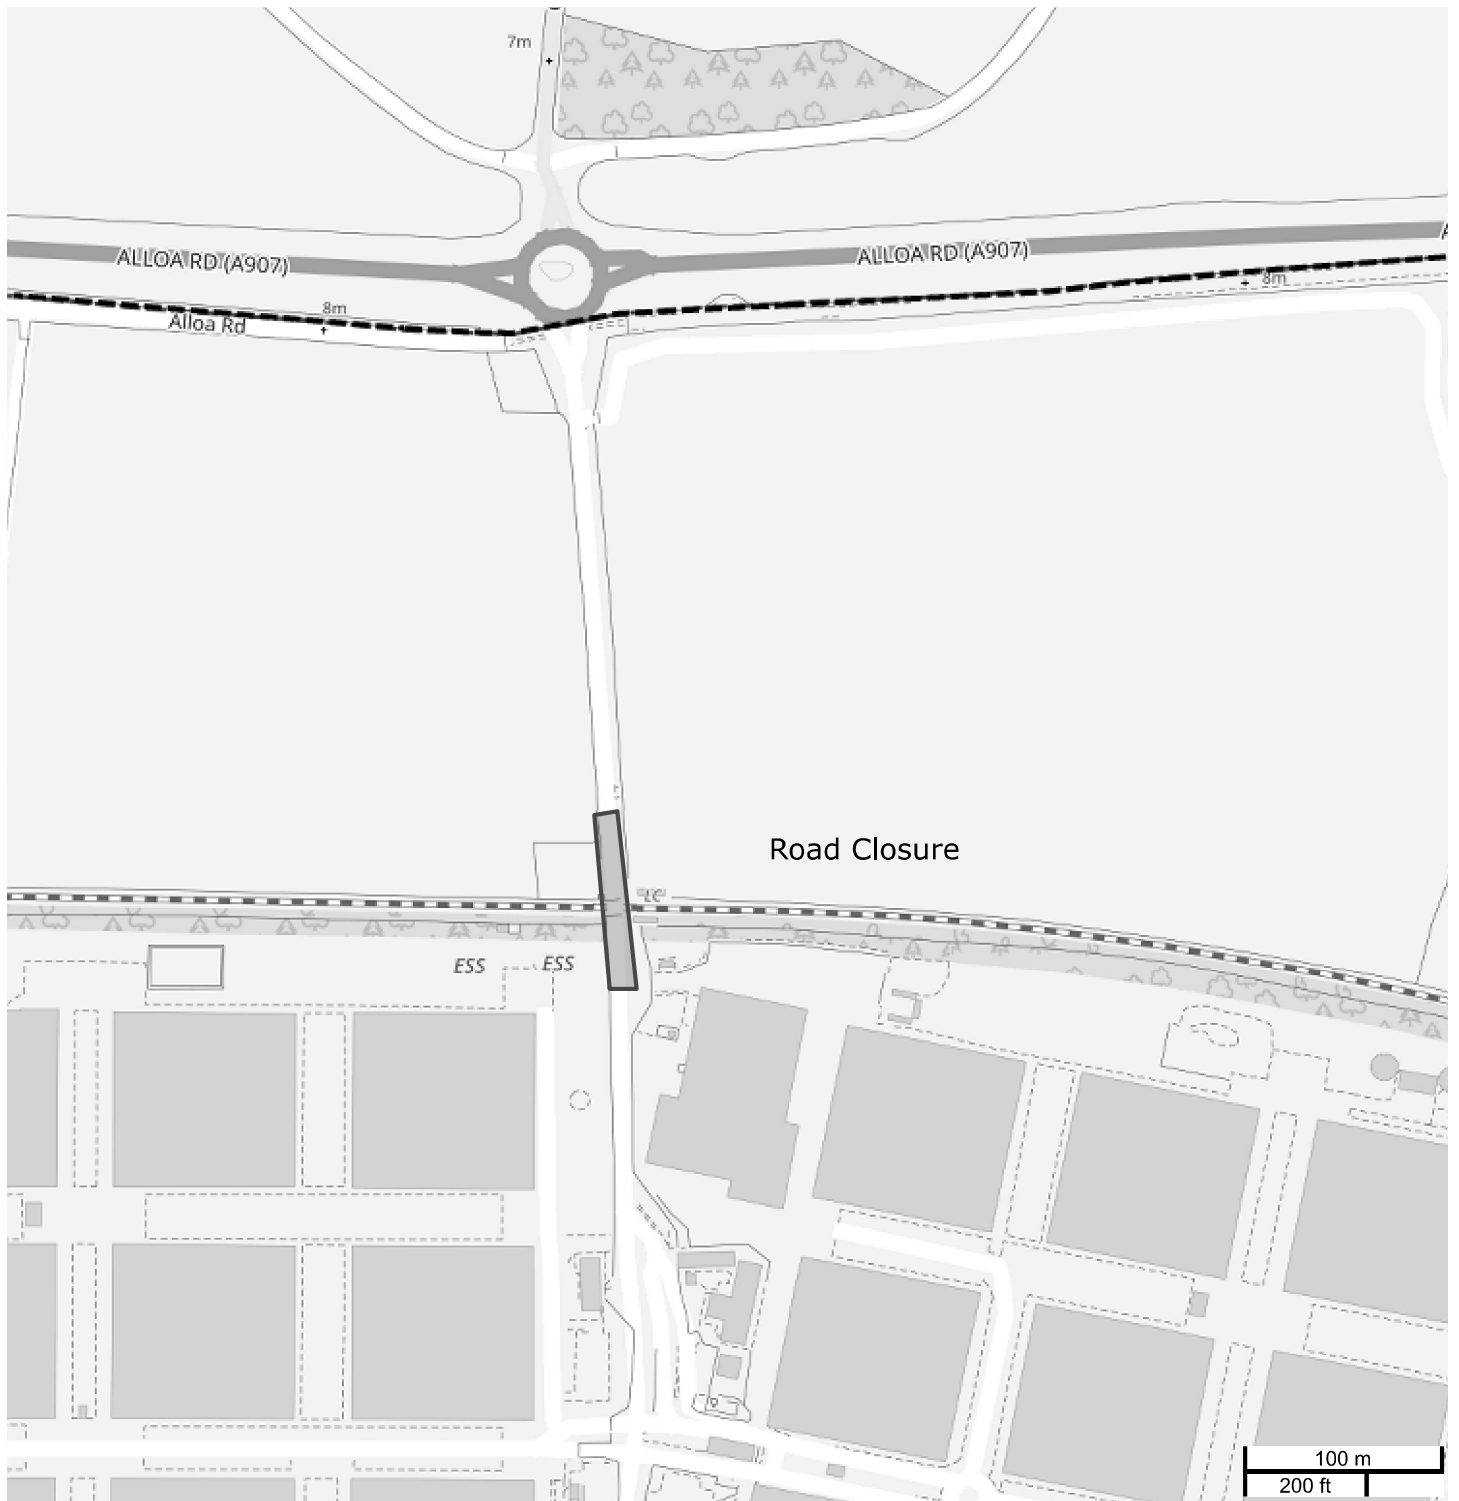 7m
ALLOA RD (A907)
ALLOA RD (A907)
8m
8m
Alloa Rd
Road Closure
LC
ESS
ESS
100 m
200 ft